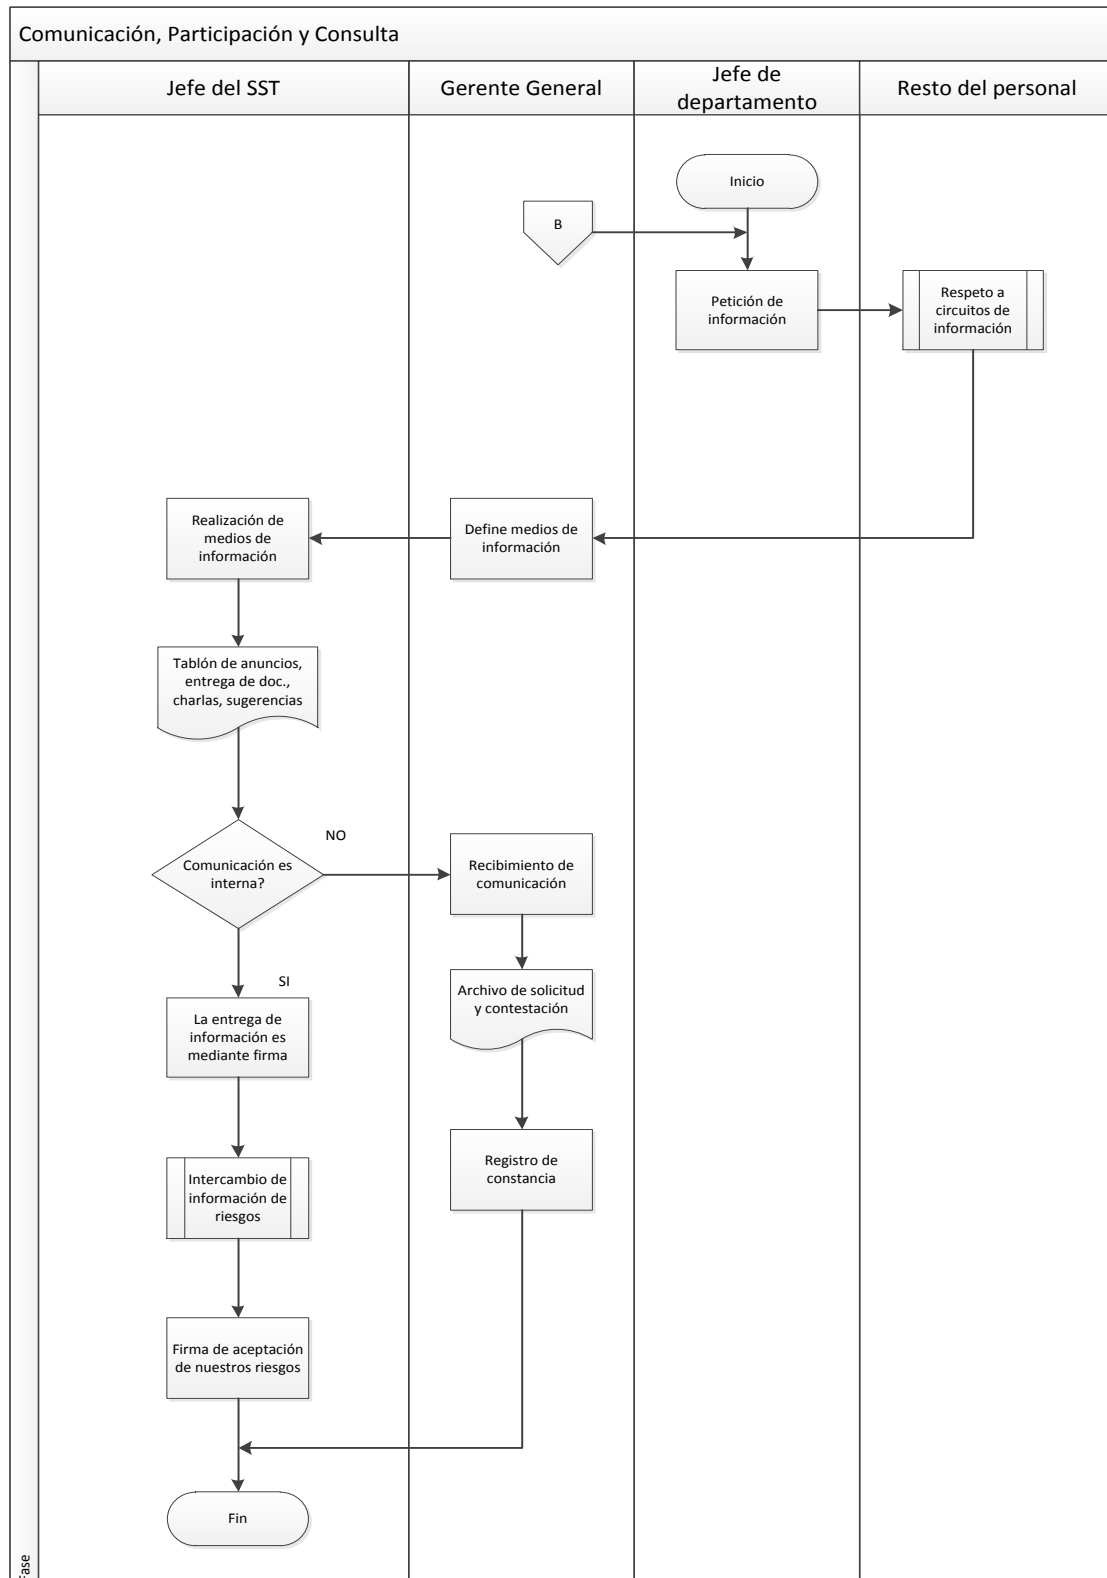 Comunicación, Participación y Consulta
Jefe del SST
Gerente General
Jefe de
departamento
Resto del personal
Inicio
B
Petición de
información
Respeto a
circuitos de
información
Realización de
medios de
información
Define medios de
información
Tablón de anuncios,
entrega de doc.,
charlas, sugerencias
NO
Comunicación es
interna?
Recibimiento de
comunicación
SI
Archivo de solicitud
y contestación
La entrega de
información es
mediante firma
Registro de
constancia
Intercambio de
información de
riesgos
Firma de aceptación
de nuestros riesgos
Fin
Fase